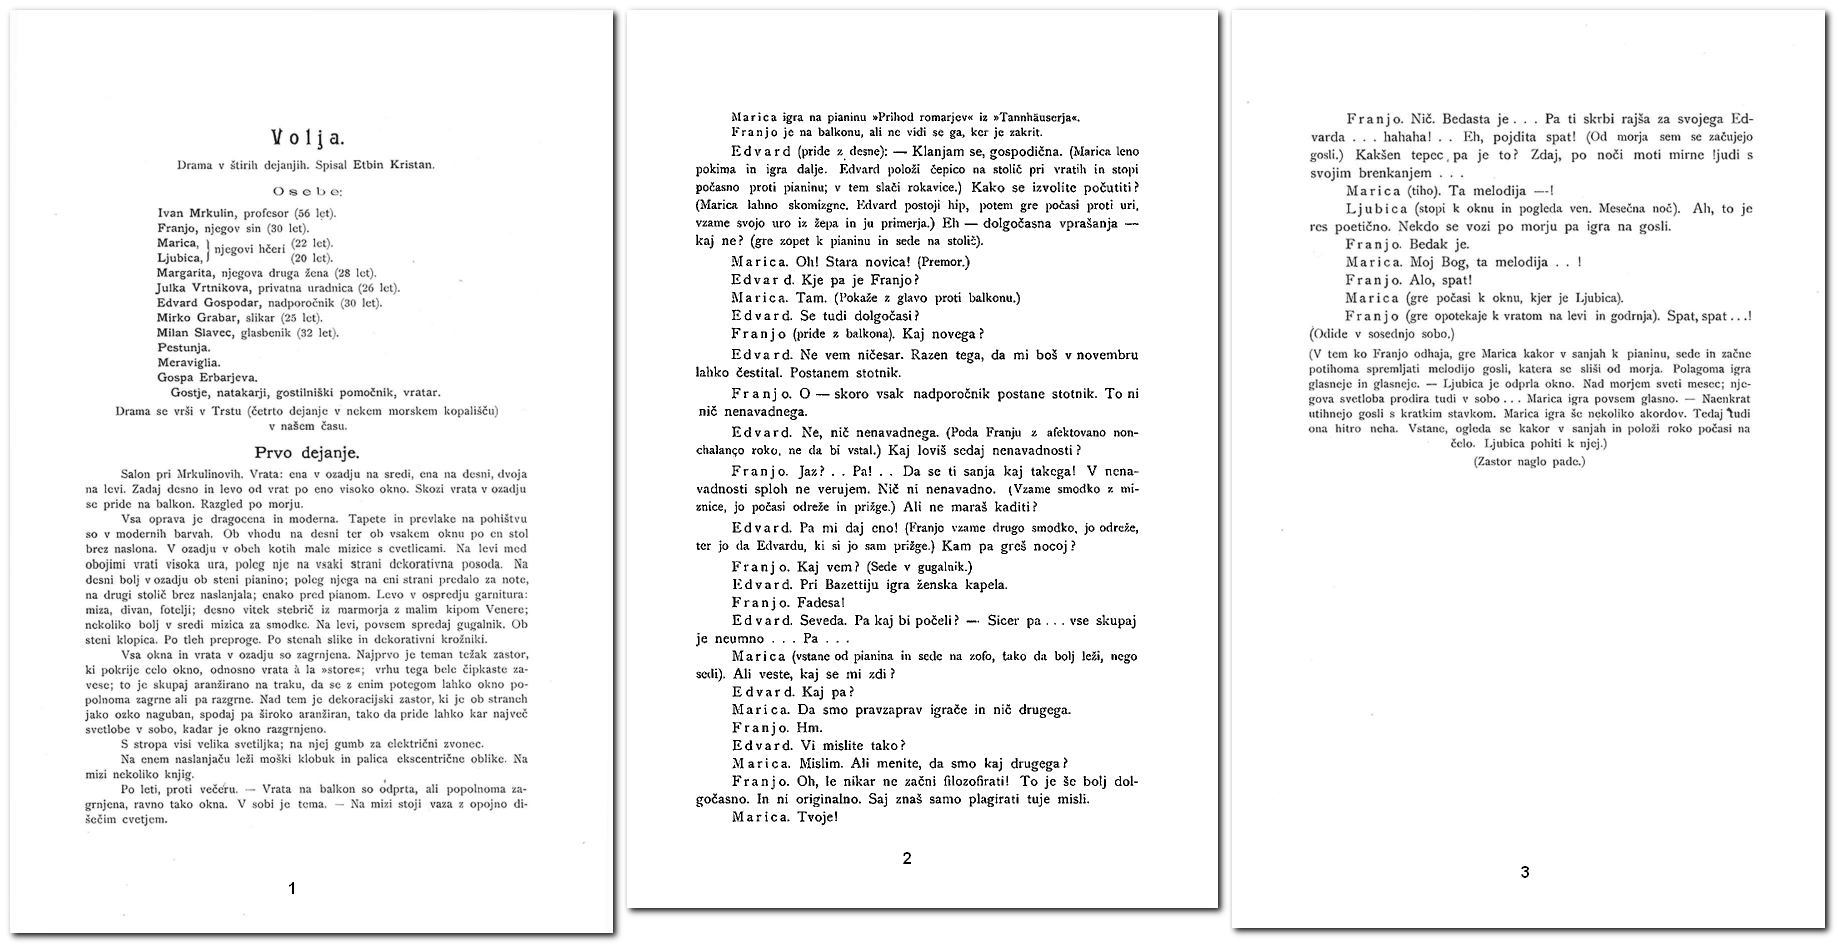 Volja.
Drama v štirih dejanjih. Spisal Etbin Kristan.
Osebe:
Ivan Mrkulin, profesor (56 let).
Franjo, njegov sin (30 let).
Marica, } njegovi hčeri (22 let).
Ljubica, } (20 let).
Margarita, njegova druga žena (28 let).
Julka Vrtnikova, privatna uradnica (26 let).
Edvard Gospodar, nadporočnik (30 let).
Mirko Grabar, slikar (25 let).
Milan Slavec, glasbenik (32 let).
Pestunja.
Meraviglia.
Gospa Erbarjeva.
Gostje, natakarji, gostilniški pomočnik, vratar.
Drama se vrši v Trstu (četrto dejanje v nekem morskem kopališču)
v našem času.
Prvo dejanje.
Salon pri Mrkulinovih. Vrata: ena v ozadju na sredi, ena na desni, dvoja
na levi. Zadaj desno in levo od vrat po eno visoko okno. Skozi vrata v ozadju
se pride na balkon. Razgled po morju.
Vsa oprava je dragocena in moderna. Tapete in prevlake na pohištvu
so v modernih barvah. Ob vhodu na desni ter ob vsakem oknu po en stol
brez naslona. V ozadju v obeh kotih male mizice s cvetlicami. Na levi med
obojimi vrati visoka ura, poleg nje na vsaki strani dekorativna posoda. Na
desni bolj v ozadju ob steni pianino; poleg njega na eni strani predalo za note,
na drugi stolič brez naslanjala; enako pred pianom. Levo v ospredju garnitura:
miza, divan, fotelji; desno vitek stebrič iz marmorja z malim kipom Venere;
nekoliko bolj v sredi mizica za smodke. Na levi, povsem spredaj gugalnik. Ob
steni klopica. Po tleh preproge. Po stenah slike in dekorativni krožniki.
Vsa okna in vrata v ozadju so zagrnjena. Najprvo je teman težak zastor,
ki pokrije celo okno, odnosno vrata à la »store«; vrhu tega bele čipkaste za-
vese; to je skupaj aranžirano na traku, da se z enim potegom lahko okno po-
polnoma zagrne ali pa razgrne. Nad tem je dekoracijski zastor, ki je ob straneh
jako ozko naguban, spodaj pa široko aranžiran, tako da pride lahko kar največ
svetlobe v sobo, kadar je okno razgrnjeno.
S stropa visi velika svetiljka; na njej gumb za električni zvonec.
Na enem naslanjaču leži moški klobuk in palica ekscentrične oblike. Na
mizi nekoliko knjig.
Po leti, proti večeru. — Vrata na balkon so odprta, ali popolnoma za-
grnjena, ravno tako okna. V sobi je tema. — Na mizi stoji vaza z opojno di-
šečim cvetjem.
1
Marica igra na pianinu »Prihod romarjev« iz »Tannhäuserja«.
Franjo je na balkonu, ali ne vidi se ga, ker je zakrit.
Edvard (pride z desne): — Klanjam se, gospodična. (Marica leno
pokima in igra dalje. Edvard položi čepico na stolič pri vratih in stopi
počasno proti pianinu; v tem slači rokavice.) Kako se izvolite počutiti?
(Marica lahno skomizgne. Edvard postoji hip, potem gre počasi proti uri,
vzame svojo uro iz žepa in ju primerja.) Eh — dolgočasna vprašanja —
kaj ne? (gre zopet k pianinu in sede na stolič).
Marica. Oh! Stara novica! (Premor.)
Edvard. Kje pa je Franjo?
Marica. Tam. (Pokaže z glavo proti balkonu.)
Edvard. Se tudi dolgočasi?
Franjo (pride z balkona). Kaj novega?
Edvard. Ne vem ničesar. Razen tega, da mi boš v novembru
lahko čestital. Postanem stotnik.
Franjo. O — skoro vsak nadporočnik postane stotnik. To ni
nič nenavadnega.
Edvard. Ne, nič nenavadnega. (Poda Franju z afektovano non-
chalanço roko, ne da bi vstal.) Kaj loviš sedaj nenavadnosti?
Franjo. Jaz? . . Pa! . . Da se ti sanja kaj takega! V nena-
vadnosti sploh ne verujem. Nič ni nenavadno. (Vzame smodko z mi-
znice, jo počasi odreže in prižge.) Ali ne maraš kaditi?
Edvard. Pa mi daj eno! (Franjo vzame drugo smodko, jo odreže,
ter jo da Edvardu, ki si jo sam prižge.) Kam pa greš nocoj?
Franjo. Kaj vem? (Sede v gugalnik.)
Edvard. Pri Bazettiju igra ženska kapela.
Franjo. Fadesa!
Edvard. Seveda. Pa kaj bi počeli? — Sicer pa . . . vse skupaj
je neumno . . . Pa . . .
Marica (vstane od pianina in sede na zofo, tako da bolj leži, nego
sedi). Ali veste, kaj se mi zdi?
Edvard. Kaj pa?
Marica. Da smo pravzaprav igrače in nič drugega.
Franjo. Hm.
Edvard. Vi mislite tako?
Marica. Mislim. Ali menite, da smo kaj drugega?
Franjo. Oh, le nikar ne začni filozofirati! To je še bolj dol-
gočasno. In ni originalno. Saj znaš samo plagirati tuje misli.
Marica. Tvoje!
2
Franjo. Nič. Bedasta je . . . Pa ti skrbi rajša za svojega Ed-
varda . . . hahaha! . . Eh, pojdita spat! (Od morja sem se začujejo
gosli.) Kakšen tepec pa je to? Zdaj, po noči moti mirne ljudi s
svojim brenkanjem . . .
Marica (tiho). Ta melodija —!
Ljubica (stopi k oknu in pogleda ven. Mesečna noč). Ah, to je
res poetično. Nekdo se vozi po morju pa igra na gosli.
Franjo. Bedak je.
Marica. Moj Bog, ta melodija . . !
Franjo. Alo, spat!
Marica (gre počasi k oknu, kjer je Ljubica).
Franjo (gre opotekaje k vratom na levi in godrnja). Spat, spat . . .!
(Odide v sosednjo sobo.)
(V tem ko Franjo odhaja, gre Marica kakor v sanjah k pianinu, sede in začne
potihoma spremljati melodijo gosli, katera se sliši od morja. Polagoma igra
glasneje in glasneje. — Ljubica je odprla okno. Nad morjem sveti mesec; nje-
gova svetloba prodira tudi v sobo . . . Marica igra povsem glasno. — Naenkrat
utihnejo gosli s kratkim stavkom. Marica igra še nekoliko akordov. Tedaj tudi
ona hitro neha. Vstane, ogleda se kakor v sanjah in položi roko počasi na
čelo. Ljubica pohiti k njej.)
(Zastor naglo pade.)
3